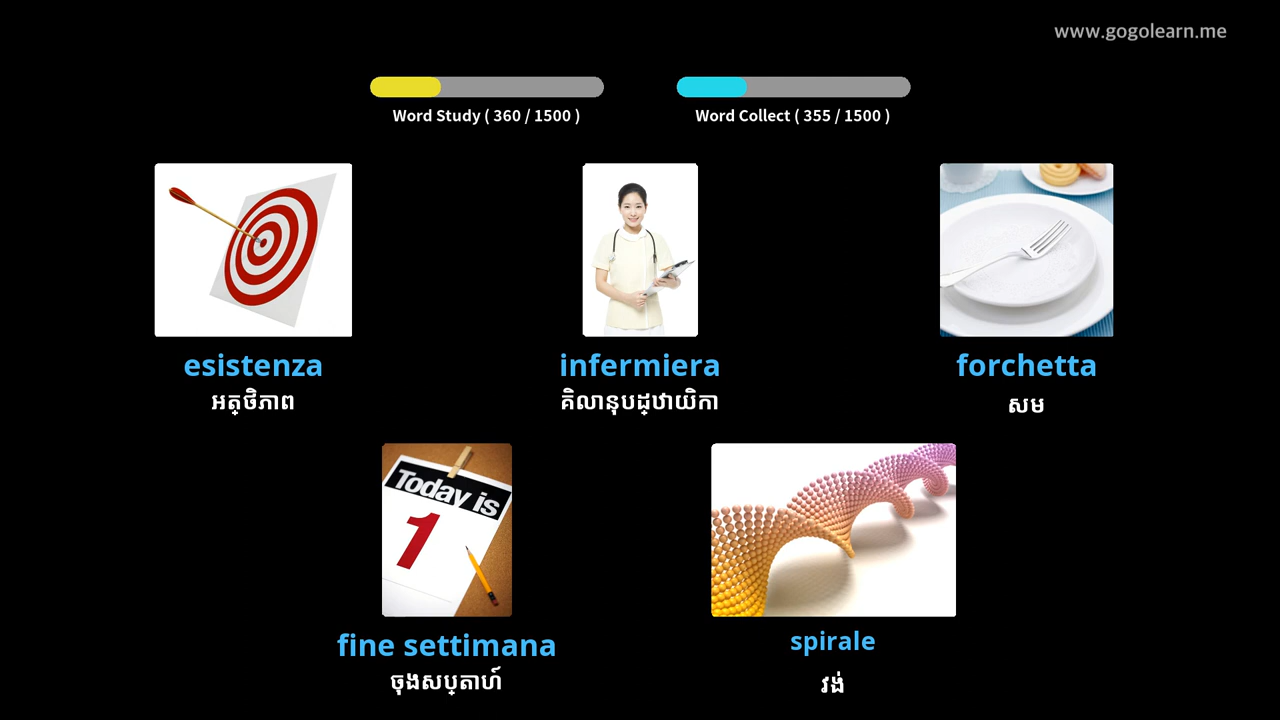 www.gogolearn.me
Word Study ( 360 / 1500 )
Word Collect ( 355 / 1500 )
esistenza
infermiera
forchetta
អត្ថិភាព
គិលានុបដ្ឋាយិកា
សម
Today is
1
fine settimana
spirale
ចុងសប្តាហ៍
វង់